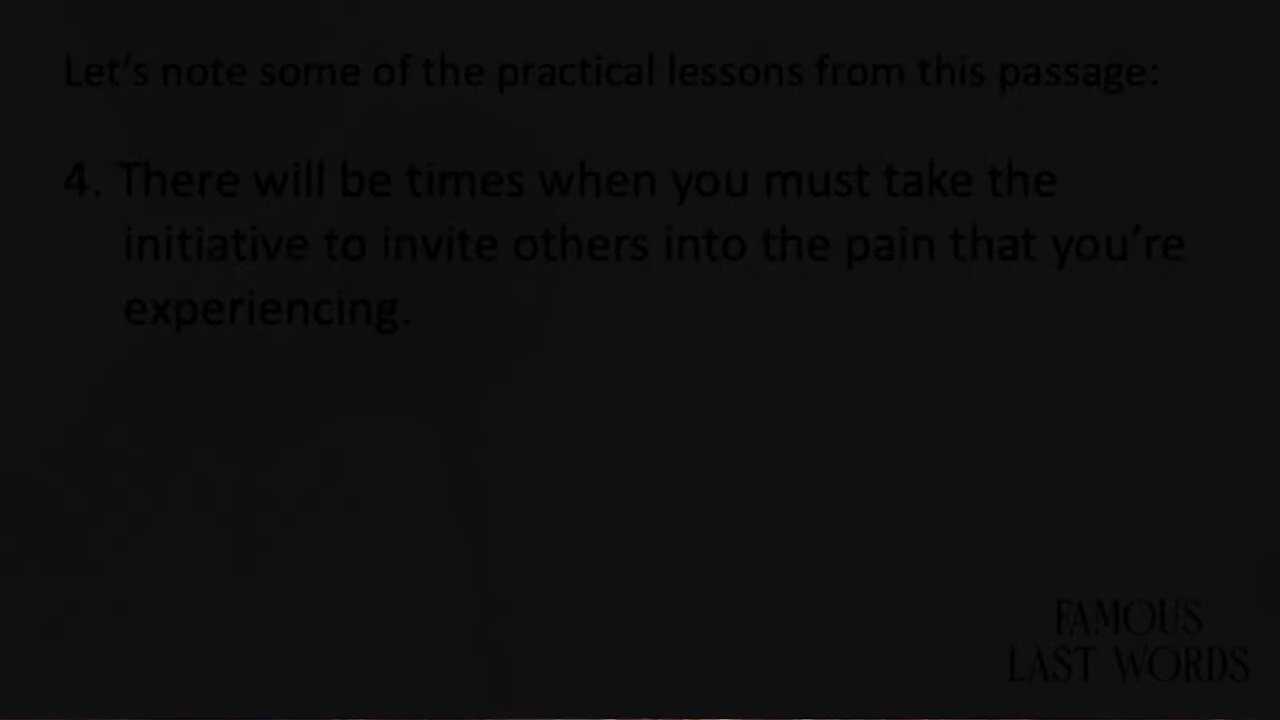 Let's note some of the practical lessons from this passage:
4. There will be times when you must take the
initiative to invite others into the pain that you're
experiencing.
FAMOUS
LAST WORDS